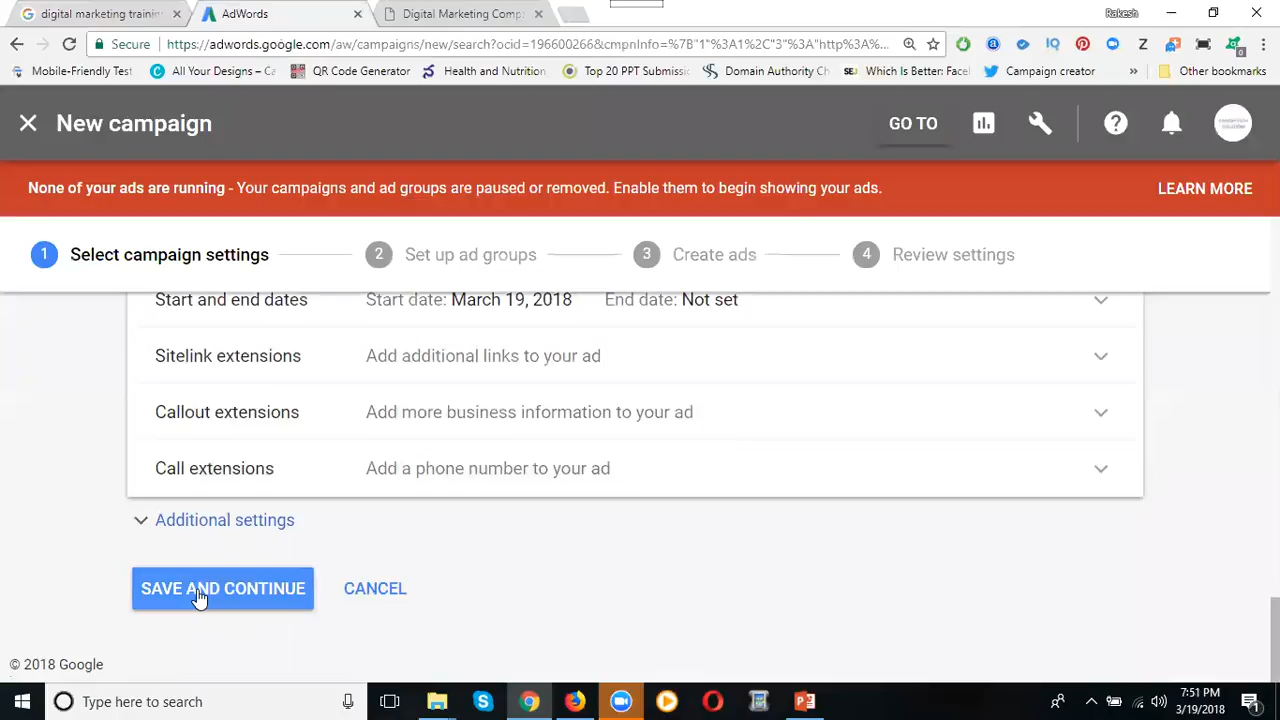 digital marketing trainin
AdWords
Digital Marketing Comp
Rakesh
Secure
https://adwords.google.com/aw/campaigns/new/search?ocid=196600266&cmpnInfo=%7B"1"%3A1%2C"3"%3A"http%3A%...
Mobile-Friendly Test
All Your Designs – Ca
QR Code Generator
Health and Nutrition
Top 20 PPT Submissic
Domain Authority Ch
Which Is Better: Facel
Campaign creator
»
Other bookmarks
New campaign
GO TO
None of your ads are running - Your campaigns and ad groups are paused or removed. Enable them to begin showing your ads.
LEARN MORE
1 Select campaign settings
2 Set up ad groups
3 Create ads
4 Review settings
Start and end dates
Start date: March 19, 2018
End date: Not set
Sitelink extensions
Add additional links to your ad
Callout extensions
Add more business information to your ad
Call extensions
Add a phone number to your ad
Additional settings
SAVE AND CONTINUE
CANCEL
© 2018 Google
Type here to search
7:51 PM
3/19/2018